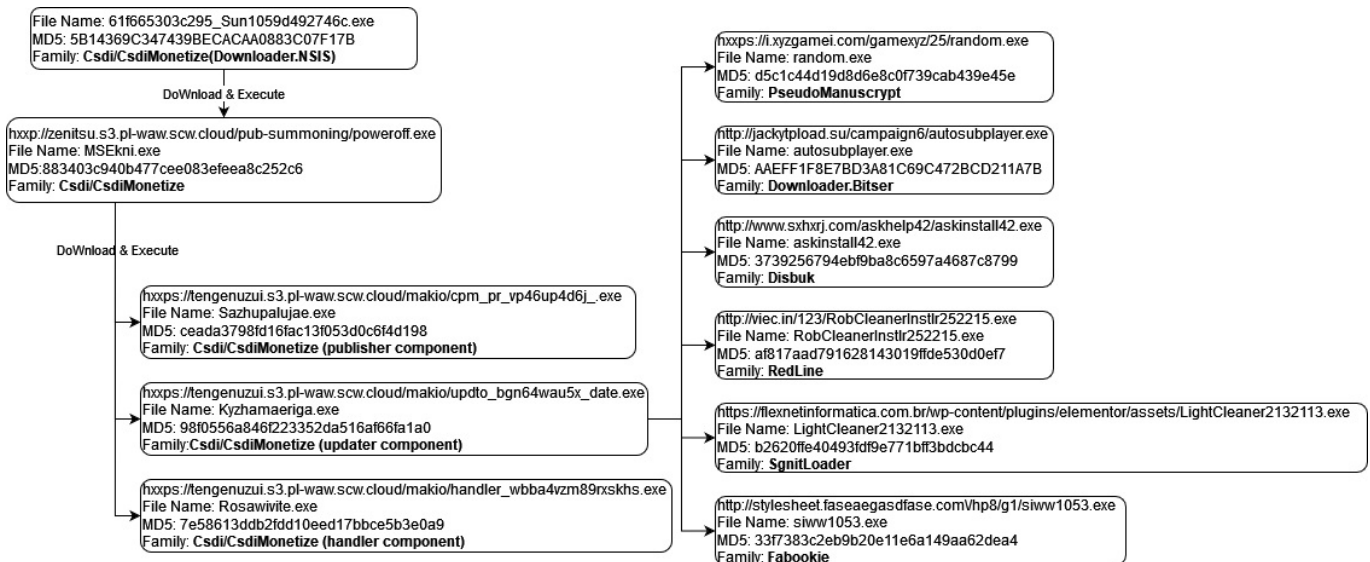 File Name: 61f665303c295_Sun1059d492746c.exe
MD5: 5B14369C347439BECACAA0883C07F17B
Family: Csdi/CsdiMonetize(Downloader.NSIS)
DoWnload & Execute
hxxp://zenitsu.s3.pl-waw.scw.cloud/pub-summoning/poweroff.exe
File Name: MSEkni.exe
MD5:883403c940b477cee083efeea8c252c6
Family: Csdi/CsdiMonetize
DoWnload & Execute
hxxps://tengenuzui.s3.pl-waw.scw.cloud/makio/cpm_pr_vp46up4d6j_.exe
File Name: Sazhupalujae.exe
MD5: ceada3798fd16fac13f053d0c6f4d198
Family: Csdi/CsdiMonetize (publisher component)
hxxps://tengenuzui.s3.pl-waw.scw.cloud/makio/updto_bgn64wau5x_date.exe
File Name: Kyzhamaeriga.exe
MD5: 98f0556a846f223352da516af66fa1a0
Family:Csdi/CsdiMonetize (updater component)
hxxps://tengenuzui.s3.pl-waw.scw.cloud/makio/handler_wbba4vzm89rxskhs.exe
File Name: Rosawivite.exe
MD5: 7e58613ddb2fdd10eed17bbce5b3e0a9
Family: Csdi/CsdiMonetize (handler component)
hxxps://i.xyzgamei.com/gamexyz/25/random.exe
File Name: random.exe
MD5: d5c1c44d19d8d6e8c0f739cab439e45e
Family: PseudoManuscrypt
http://jackytpload.su/campaign6/autosubplayer.exe
File Name: autosubplayer.exe
MD5: AAEFF1F8E7BD3A81C69C472BCD211A7B
Family: Downloader.Bitser
http://www.sxhxrj.com/askhelp42/askinstall42.exe
File Name: askinstall42.exe
MD5: 3739256794ebf9ba8c6597a4687c8799
Family: Disbuk
http://viec.in/123/RobCleanerInstlr252215.exe
File Name: RobCleanerInstlr252215.exe
MD5: af817aad791628143019ffde530d0ef7
Family: RedLine
https://flexnetinformatica.com.br/wp-content/plugins/elementor/assets/LightCleaner2132113.exe
File Name: LightCleaner2132113.exe
MD5: b2620ffe40493fdf9e771bff3bdcbc44
Family: SgnitLoader
http://stylesheet.faseaegasdfase.com\/hp8/g1/siww1053.exe
File Name: siww1053.exe
MD5: 33f7383c2eb9b20e11e6a149aa62dea4
Family: Fabookie